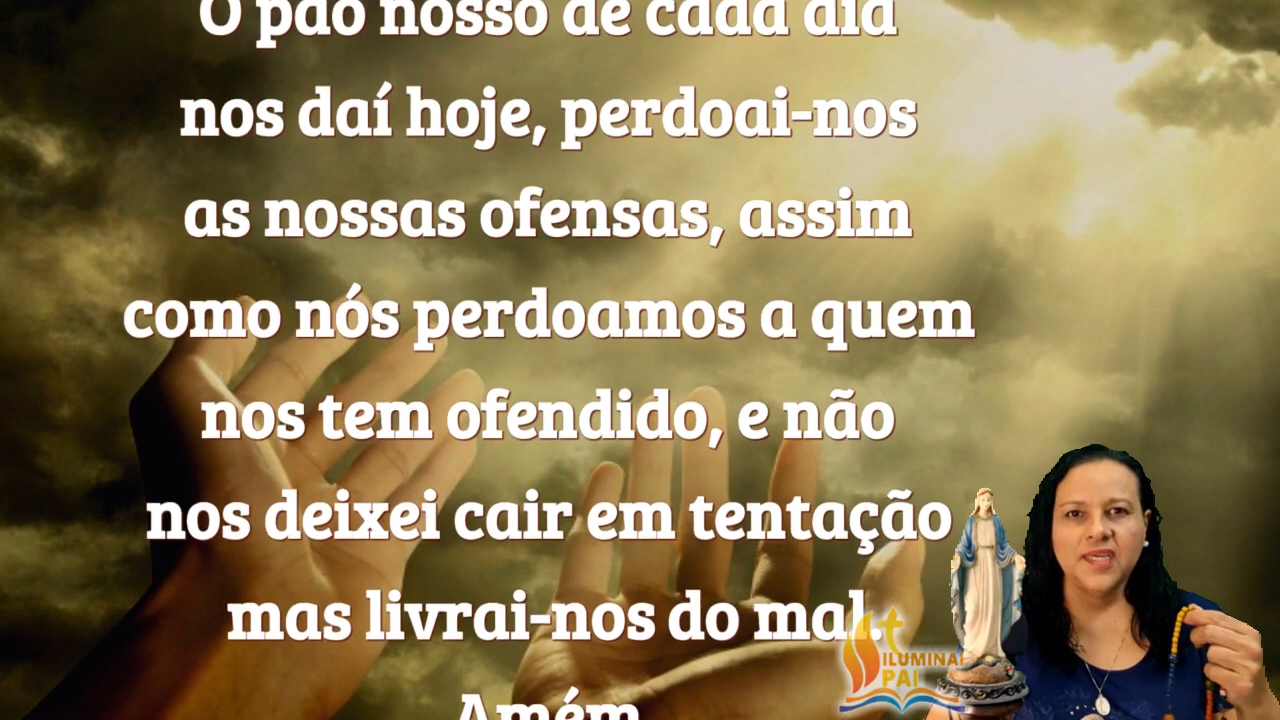 O pão nosso de cada dia
nos daí hoje, perdoai-nos
as nossas ofensas, assim
como nós perdoamos a quem
nos tem ofendido, e não
nos deixei cair em tentação
mas livrai-nos do mal.
Amém
ILUMINAI
PAI